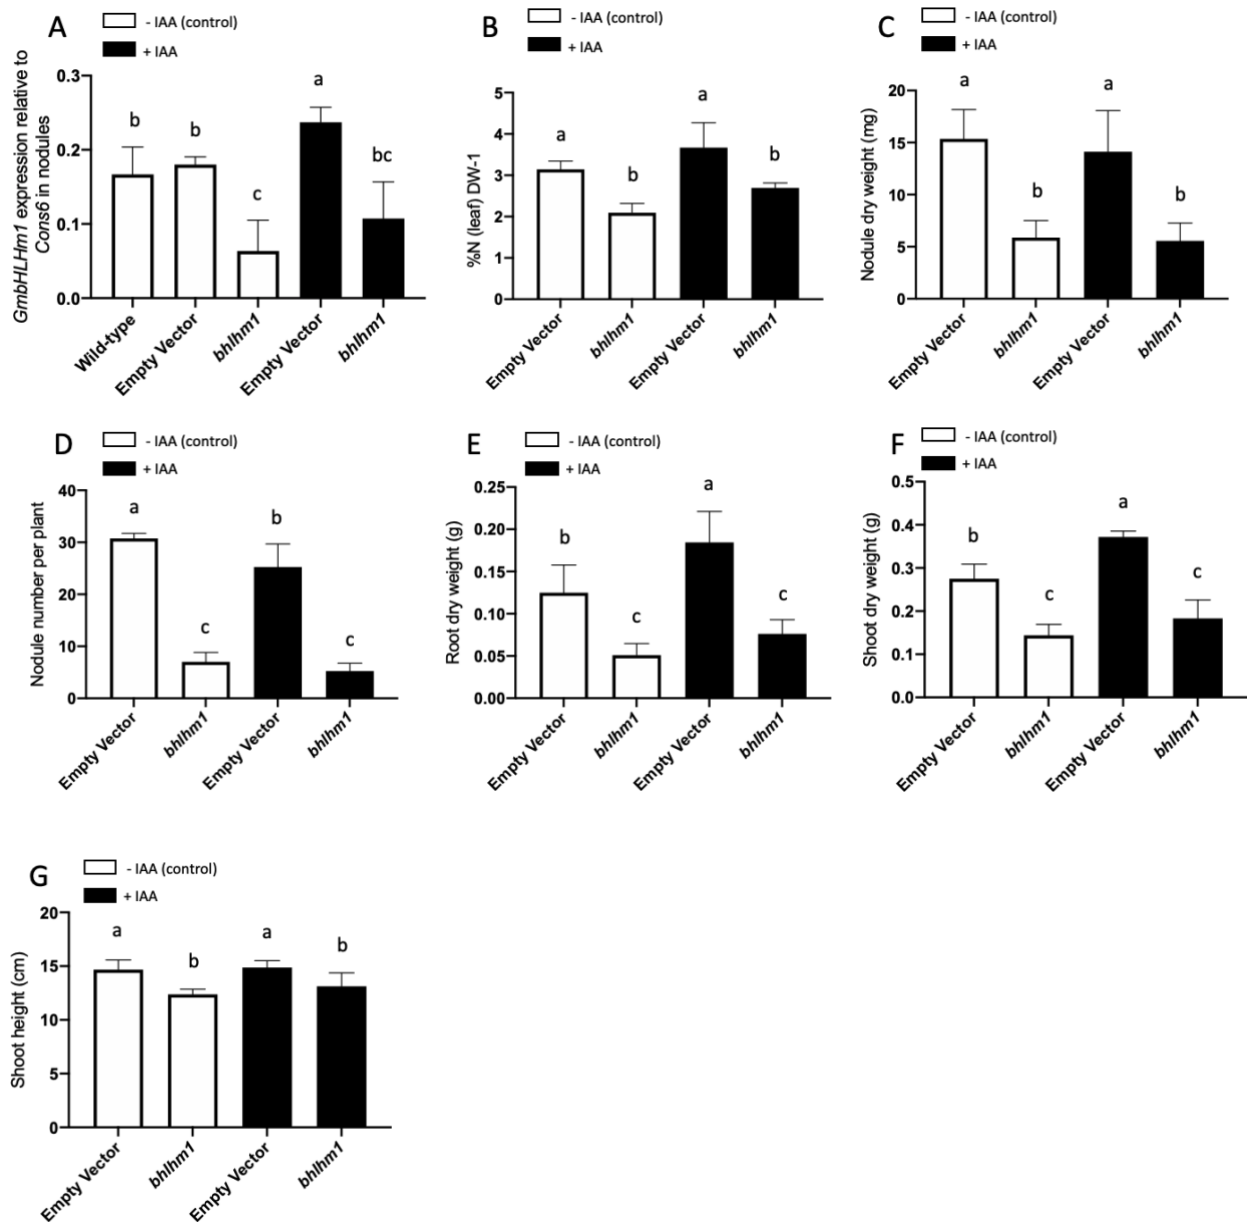 A
- IAA (control)
+ IAA
GmbHLHm1 expression relative to
Cons6 in nodules
0.3
0.2
0.1
0.0
b
b
c
a
bc
Wild-type
Empty Vector
bhlhm1
Empty Vector
bhlhm1
B
- IAA (control)
+ IAA
%N (leaf) DW-1
5
4
3
2
1
0
a
b
a
b
Empty Vector
bhlhm1
Empty Vector
bhlhm1
C
- IAA (control)
+ IAA
Nodule dry weight (mg)
20
15
10
5
0
a
b
a
b
Empty Vector
bhlhm1
Empty Vector
bhlhm1
D
- IAA (control)
+ IAA
Nodule number per plant
40
30
20
10
0
a
c
b
c
Empty Vector
bhlhm1
Empty Vector
bhlhm1
E
- IAA (control)
+ IAA
Root dry weight (g)
0.25
0.20
0.15
0.10
0.05
0.00
b
c
a
c
Empty Vector
bhlhm1
Empty Vector
bhlhm1
F
- IAA (control)
+ IAA
Shoot dry weight (g)
0.5
0.4
0.3
0.2
0.1
0.0
b
c
a
c
Empty Vector
bhlhm1
Empty Vector
bhlhm1
G
- IAA (control)
+ IAA
Shoot height (cm)
20
15
10
5
0
a
b
a
b
Empty Vector
bhlhm1
Empty Vector
bhlhm1